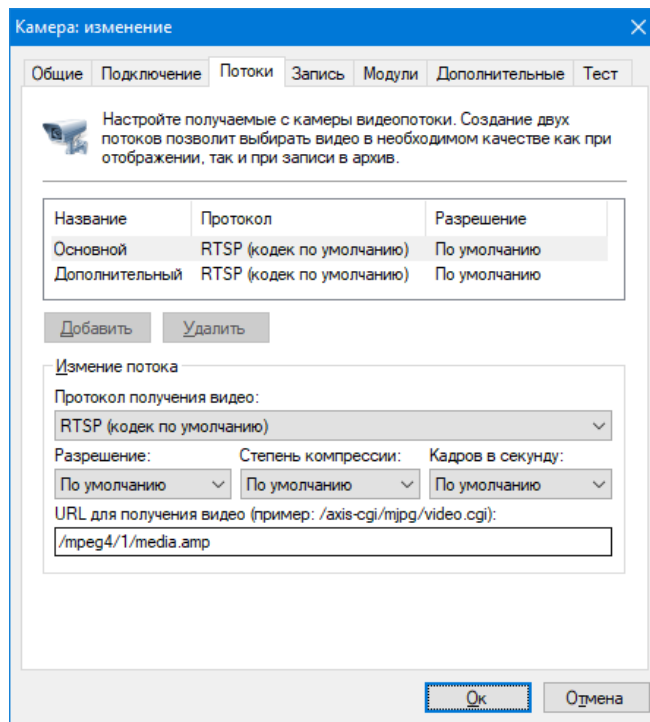 Камера: изменение
Общие Подключение Потоки Запись Модули Дополнительные Тест
Настройте получаемые с камеры видеопотоки. Создание двух
потоков позволит выбирать видео в необходимом качестве как при
отображении, так и при записи в архив.
Название Протокол Разрешение
Основной RTSP (кодек по умолчанию) По умолчанию
Дополнительный RTSP (кодек по умолчанию) По умолчанию
Добавить Удалить
Измение потока
Протокол получения видео:
RTSP (кодек по умолчанию)
Разрешение: Степень компрессии: Кадров в секунду:
По умолчанию По умолчанию По умолчанию
URL для получения видео (пример: /axis-cgi/mjpg/video.cgi):
/mpeg4/1/media.amp
Ок Отмена